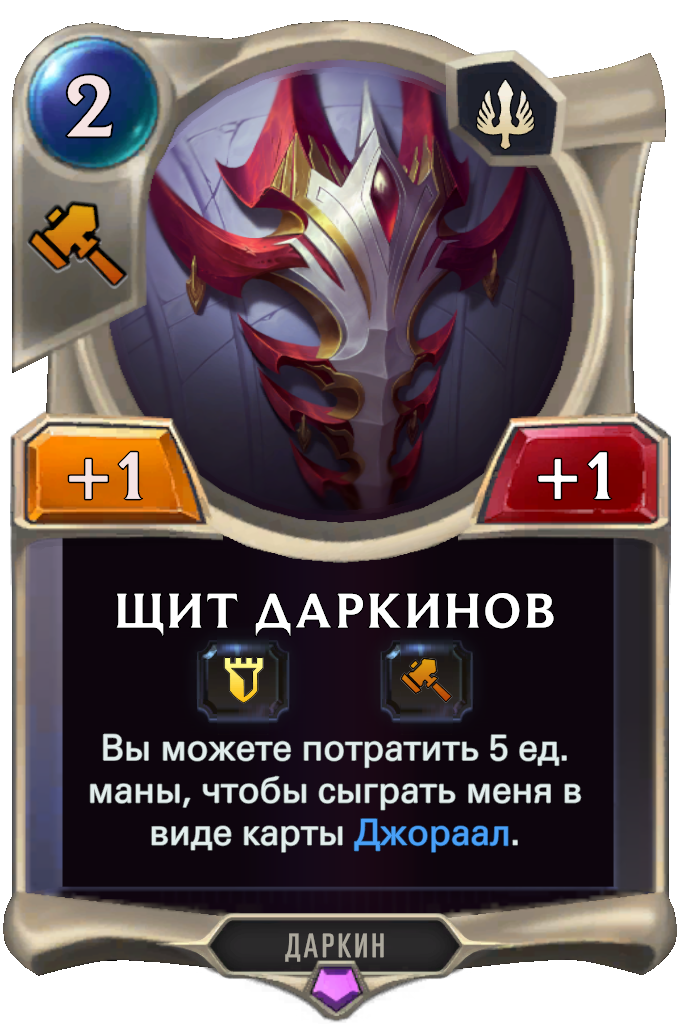 2
+1
+1
ЩИТ ДАРКИНОВ
Вы можете потратить 5 ед.
маны, чтобы сыграть меня в
виде карты Джораал.
ДАРКИН